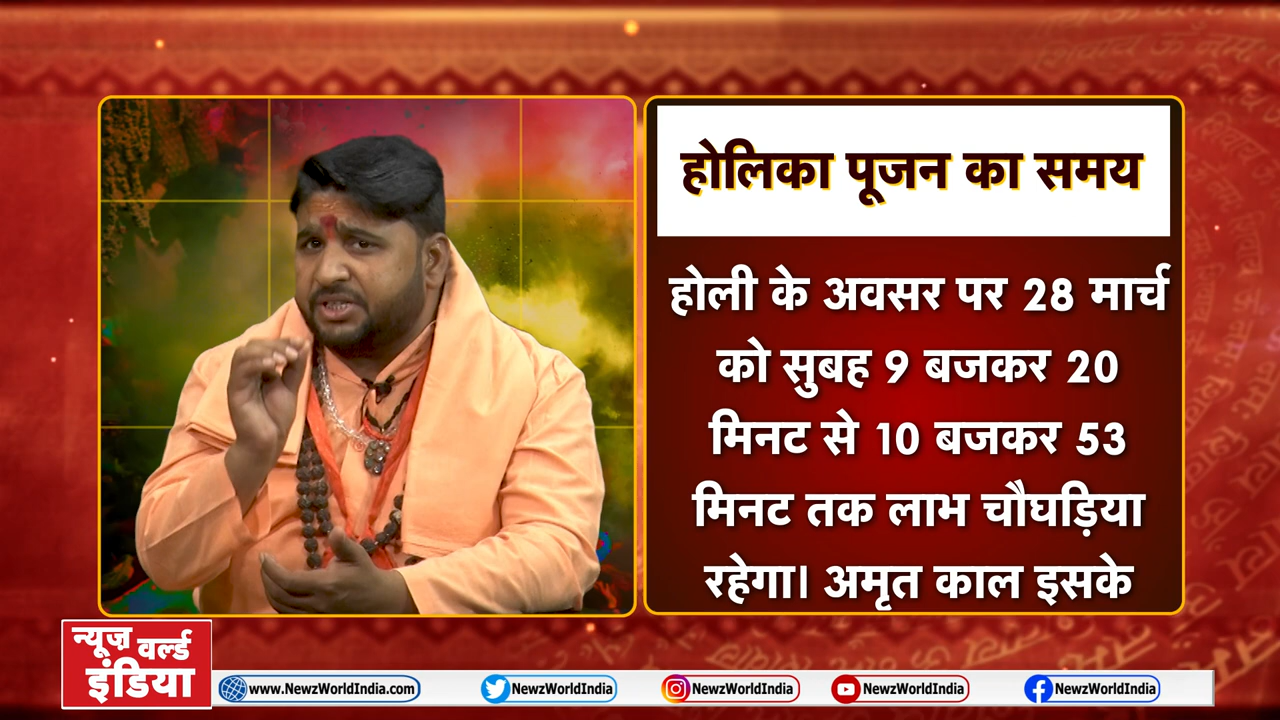 होलिका पूजन का समय
होली के अवसर पर 28 मार्च
को सुबह 9 बजकर 20
मिनट से 10 बजकर 53
मिनट तक लाभ चौघड़िया
रहेगा। अमृत काल इसके
न्यूज़ वर्ल्ड
इंडिया
www.NewzWorldIndia.com NewzWorldIndia NewzWorldIndia NewzWorldIndia NewzWorldIndia